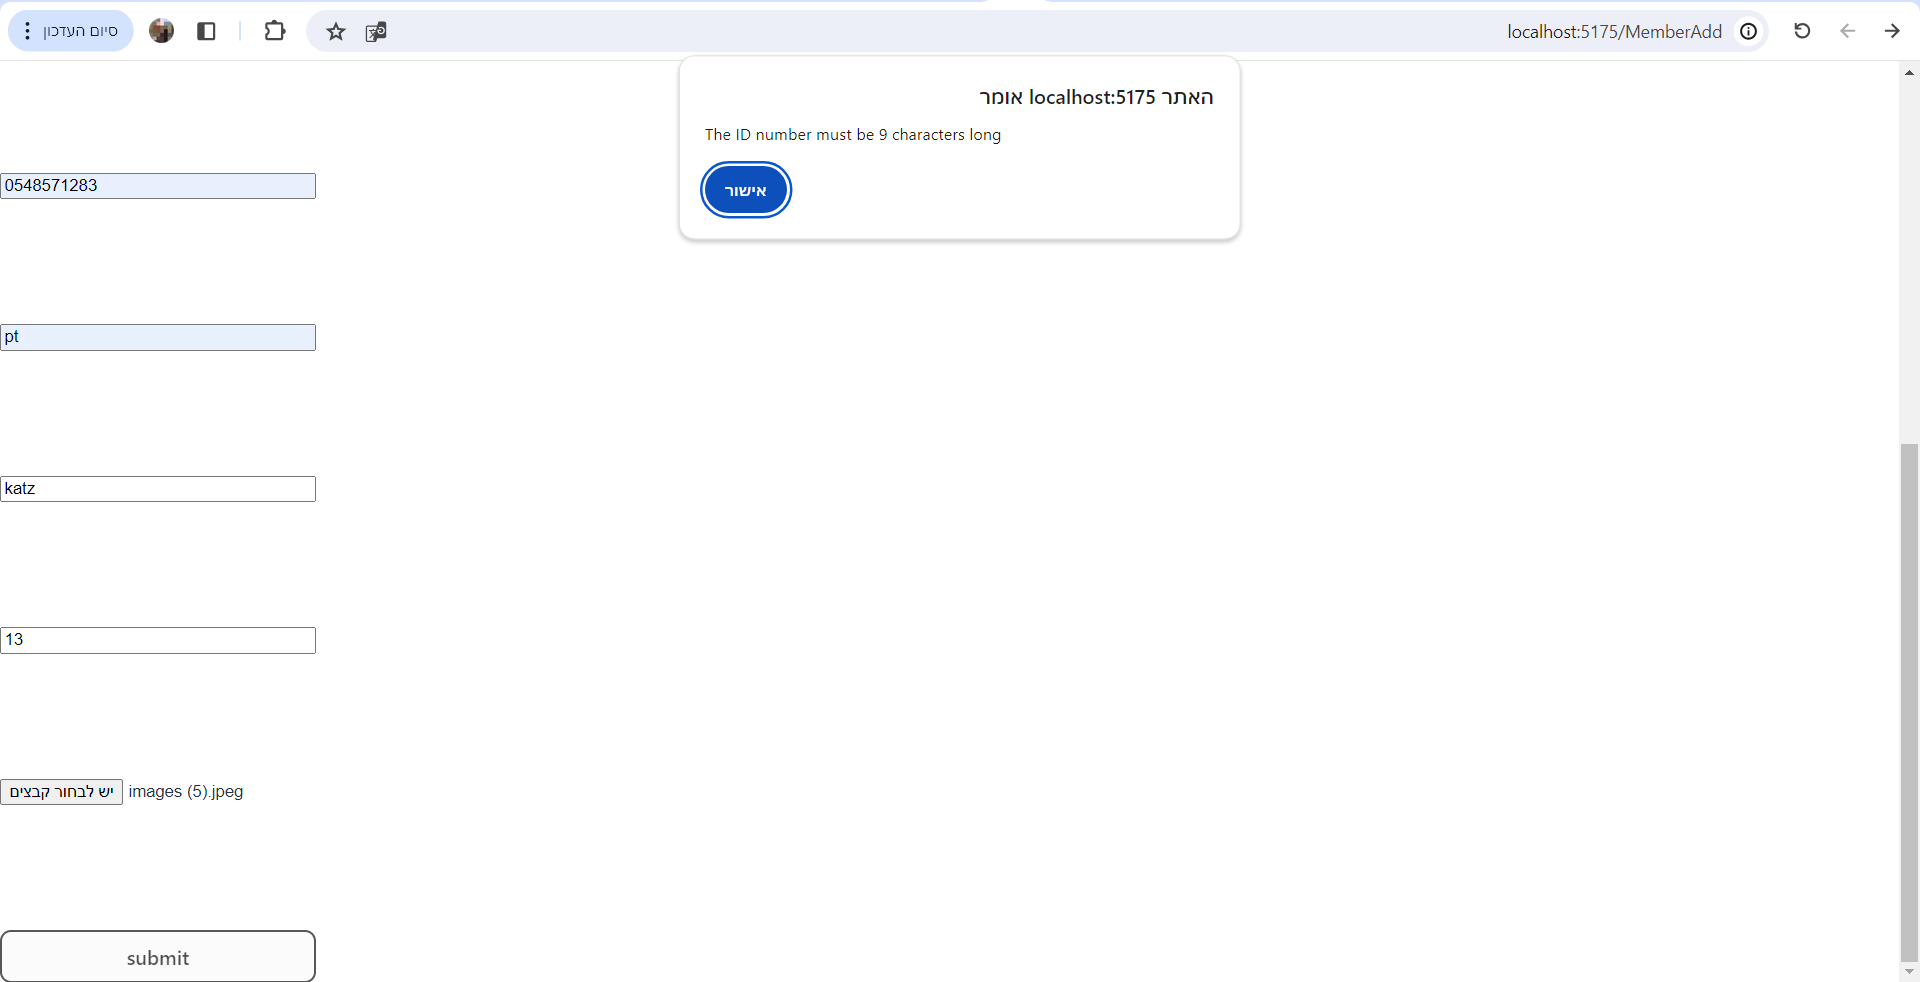 סיום העדכון
localhost:5175/MemberAdd
האתר localhost:5175 אומר
The ID number must be 9 characters long
אישור
0548571283
pt
katz
13
יש לבחור קבצים images (5).jpeg
submit